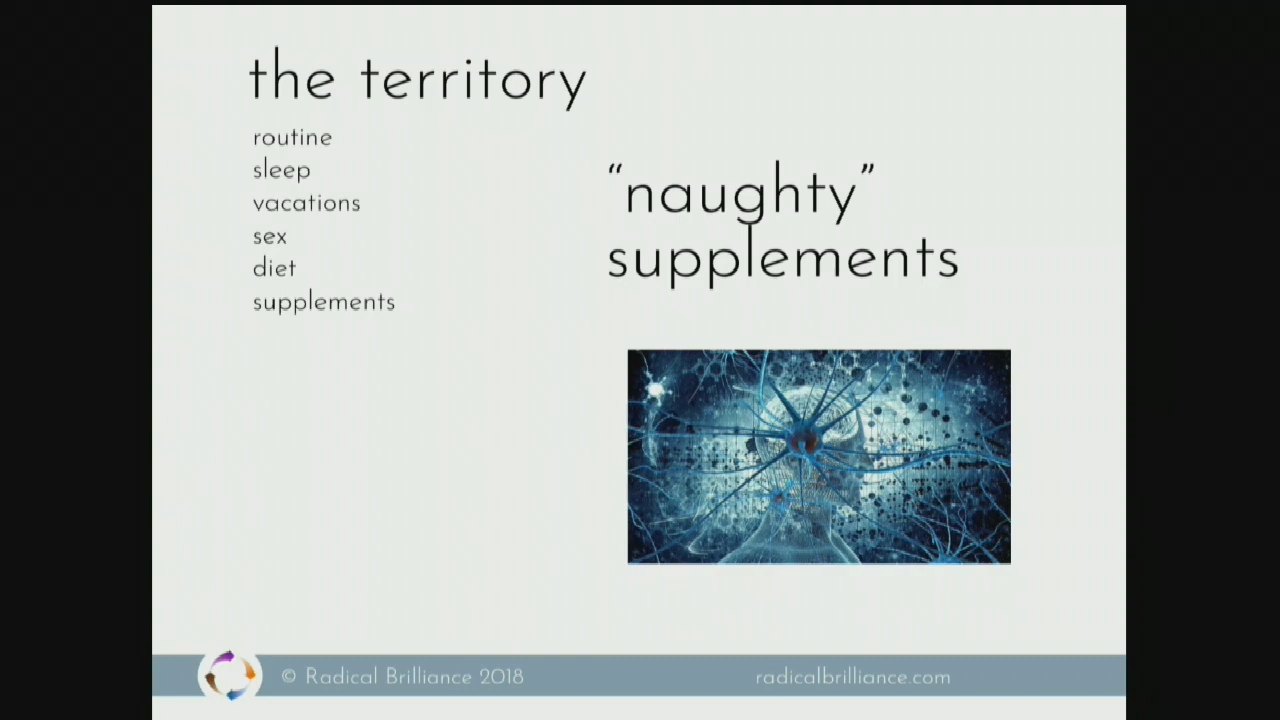 the territory
routine
sleep
vacations
sex
diet
supplements
“naughty”
supplements
© Radical Brilliance 2018
radicalbrilliance.com